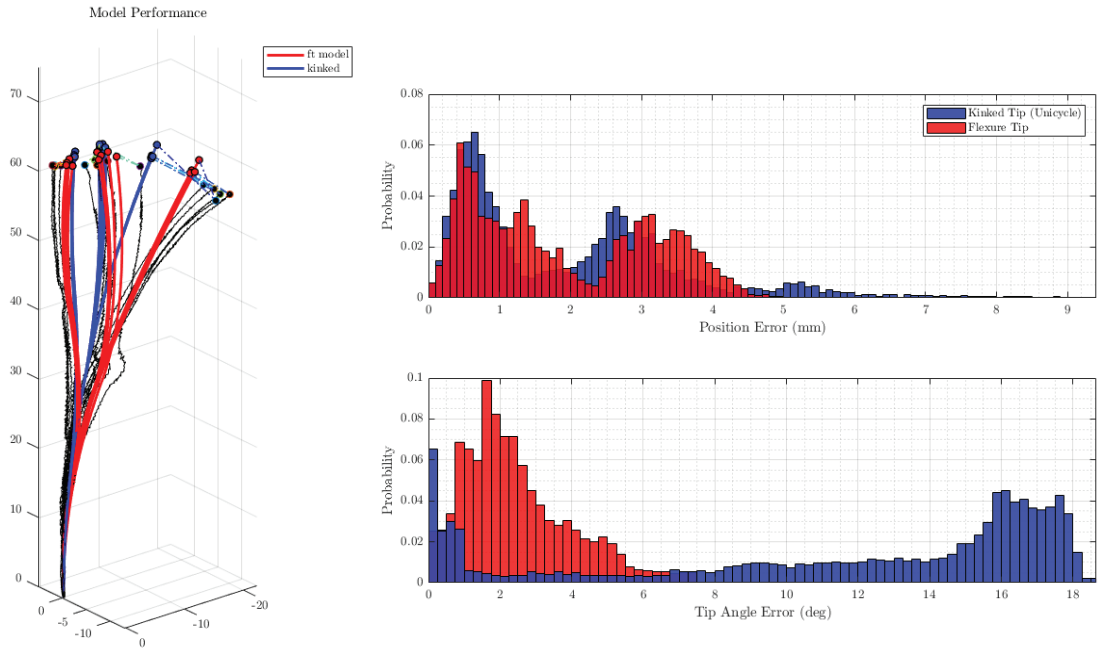 Model Performance
ft model
kinked
70
60
50
40
30
20
10
0
0
-5
-10
0
-10
-20
0.08
0.06
0.04
0.02
0
Probability
Kinked Tip (Unicycle)
Flexure Tip
0 1 2 3 4 5 6 7 8 9
Position Error (mm)
0.1
0.08
0.06
0.04
0.02
0
Probability
0 2 4 6 8 10 12 14 16 18
Tip Angle Error (deg)